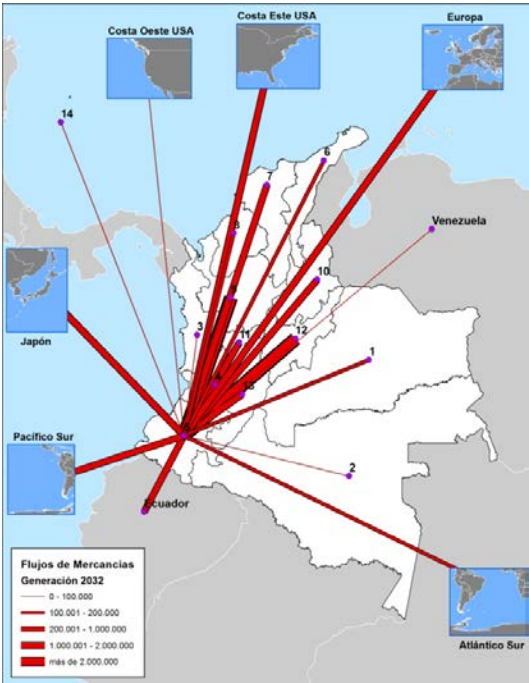 Costa Oeste USA
Costa Este USA
Europa
14
6
7
Venezuela
8
10
9
Japón
3
11
12
1
4
13
Pacífico Sur
2
Ecuador
Flujos de Mercancias
Generación 2032
0 - 100.000
100.001 - 200.000
200.001 - 1.000.000
1.000.001 - 2.000.000
más de 2.000.000
Atlántico Sur